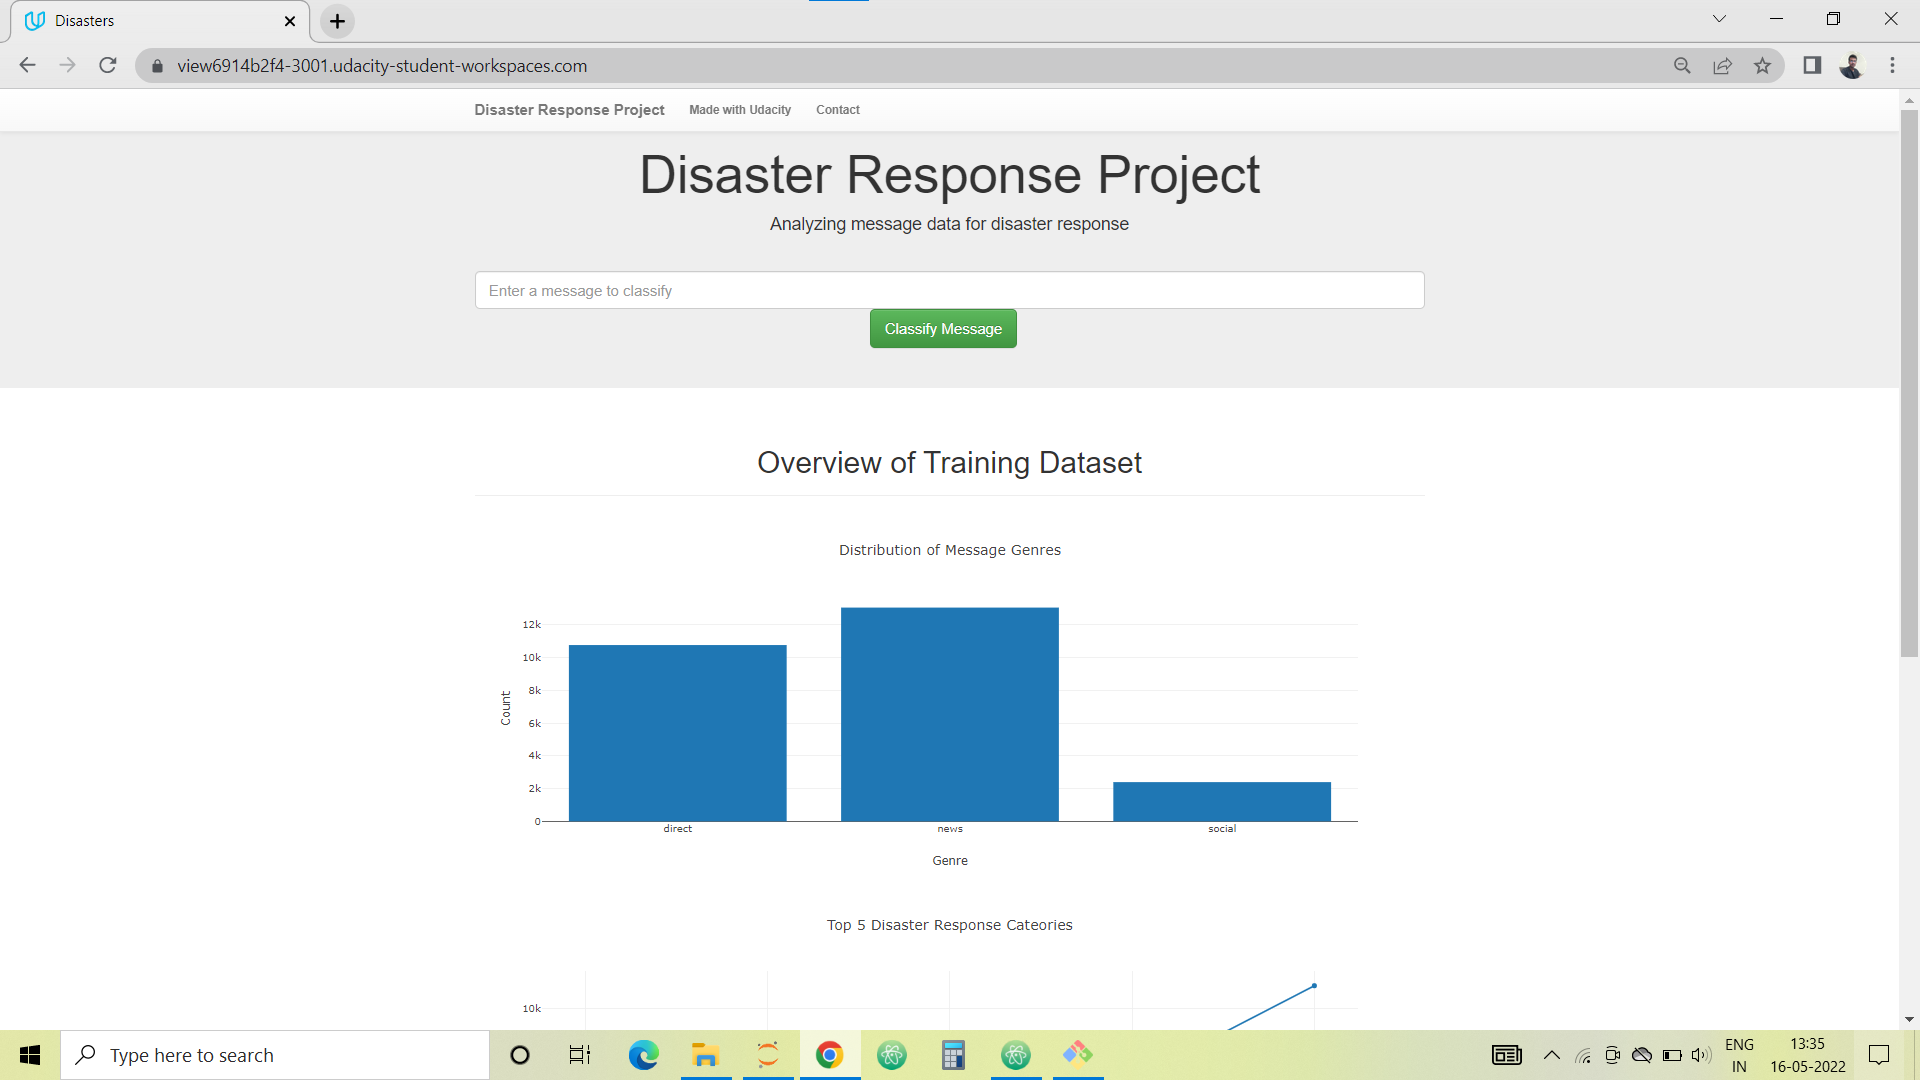 Disasters
view6914b2f4-3001.udacity-student-workspaces.com
Disaster Response Project Made with Udacity Contact
Disaster Response Project
Analyzing message data for disaster response
Enter a message to classify
Classify Message
Overview of Training Dataset
Distribution of Message Genres
12k
10k
8k
6k
4k
2k
0
Count
direct news social
Genre
Top 5 Disaster Response Cateories
10k
Type here to search
ENG
IN
13:35
16-05-2022